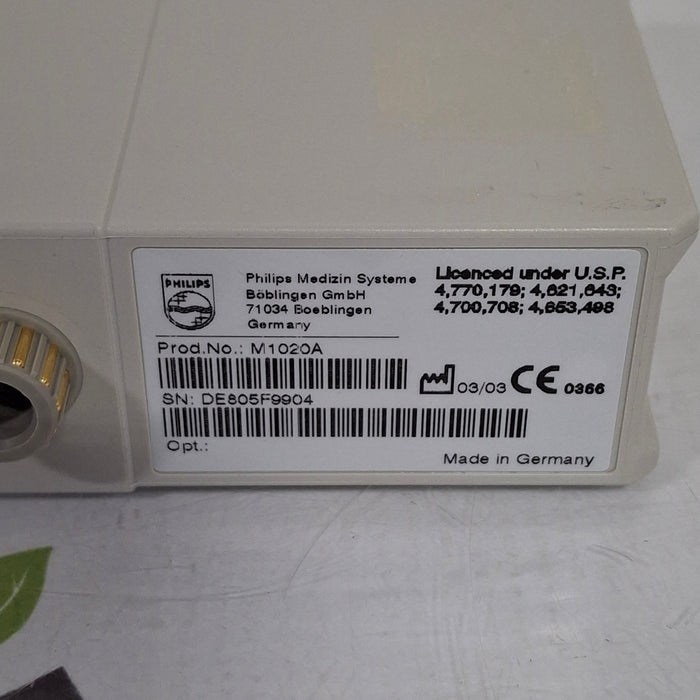 PHILIPS
Philips Medizin Systeme
Böblingen GmbH
71034 Boeblingen
Germany
Licenced under U.S.P.
4,770,179; 4,621,643;
4,700,708; 4,653,498
Prod.No.: M1020A
03/03 CE 0366
SN: DE805F9904
Opt.:
Made in Germany